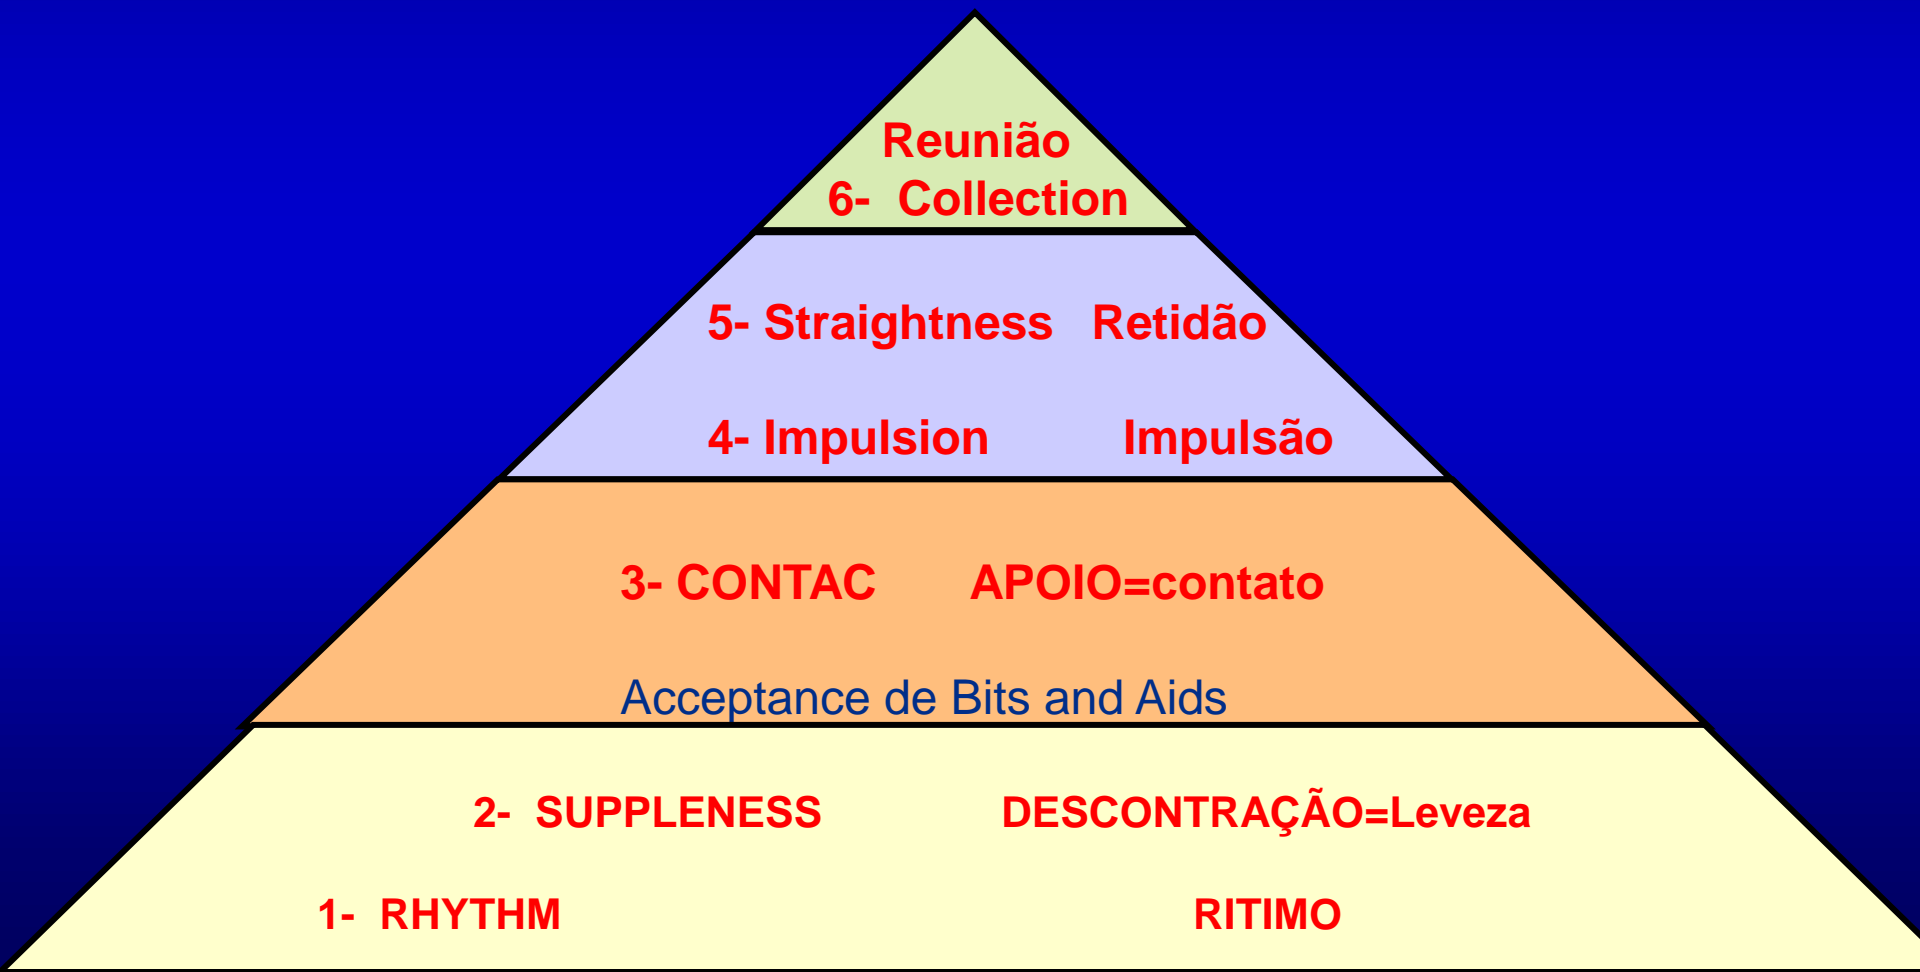 Reunião
6- Collection
5- Straightness Retidão
4- Impulsion Impulsão
3- CONTAC APOIO=contato
Acceptance de Bits and Aids
2- SUPPLENESS DESCONTRAÇÃO=Leveza
1- RHYTHM RITIMO